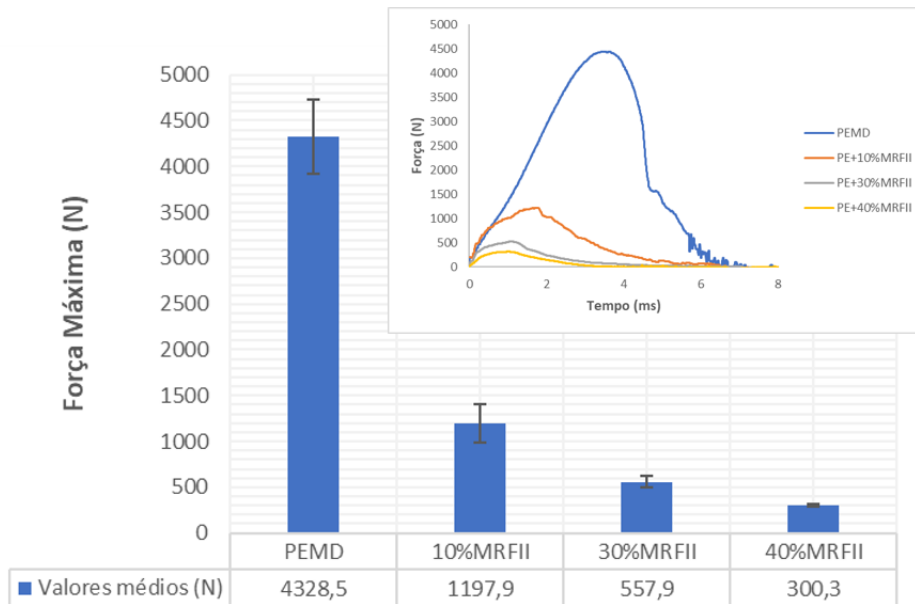 5000
4500
4000
3500
3000
2500
2000
1500
1000
500
0
Força Máxima
(N)
5000
4500
4000
3500
3000
2500
2000
1500
1000
500
0
Força (N)
0 2 4 6 8
Tempo (ms)
PEMD
PE+10%MRFII
PE+30%MRFII
PE+40%MRFII
PEMD 10%MRFII 30%MRFII 40%MRFII
Valores médios (N) 4328,5 1197,9 557,9 300,3